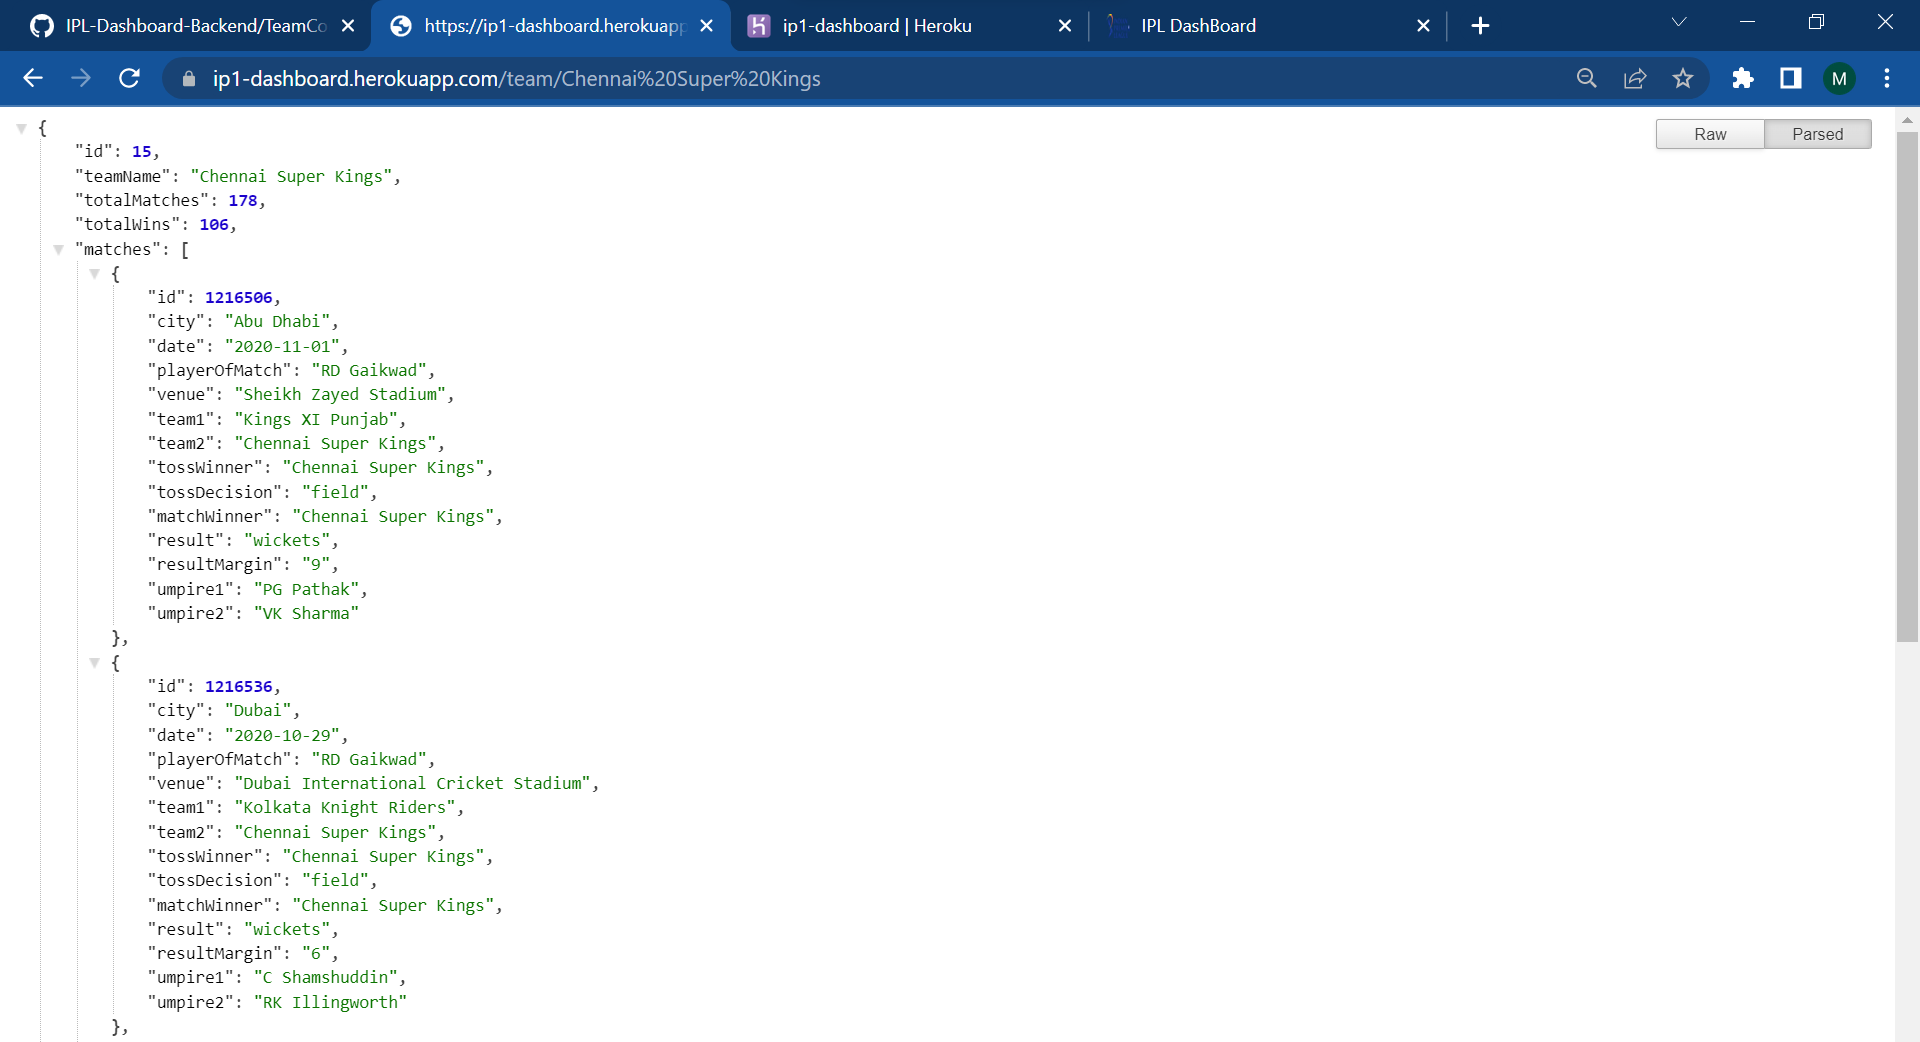 IPL-Dashboard-Backend/TeamCo
https://ip1-dashboard.herokuapp
ip1-dashboard | Heroku
IPL DashBoard
ip1-dashboard.herokuapp.com/team/Chennai%20Super%20Kings
M
Raw
Parsed
{
"id": 15,
"teamName": "Chennai Super Kings",
"totalMatches": 178,
"totalWins": 106,
"matches": [
{
"id": 1216506,
"city": "Abu Dhabi",
"date": "2020-11-01",
"playerOfMatch": "RD Gaikwad",
"venue": "Sheikh Zayed Stadium",
"team1": "Kings XI Punjab",
"team2": "Chennai Super Kings",
"tossWinner": "Chennai Super Kings",
"tossDecision": "field",
"matchWinner": "Chennai Super Kings",
"result": "wickets",
"resultMargin": "9",
"umpire1": "PG Pathak",
"umpire2": "VK Sharma"
},
{
"id": 1216536,
"city": "Dubai",
"date": "2020-10-29",
"playerOfMatch": "RD Gaikwad",
"venue": "Dubai International Cricket Stadium",
"team1": "Kolkata Knight Riders",
"team2": "Chennai Super Kings",
"tossWinner": "Chennai Super Kings",
"tossDecision": "field",
"matchWinner": "Chennai Super Kings",
"result": "wickets",
"resultMargin": "6",
"umpire1": "C Shamshuddin",
"umpire2": "RK Illingworth"
},